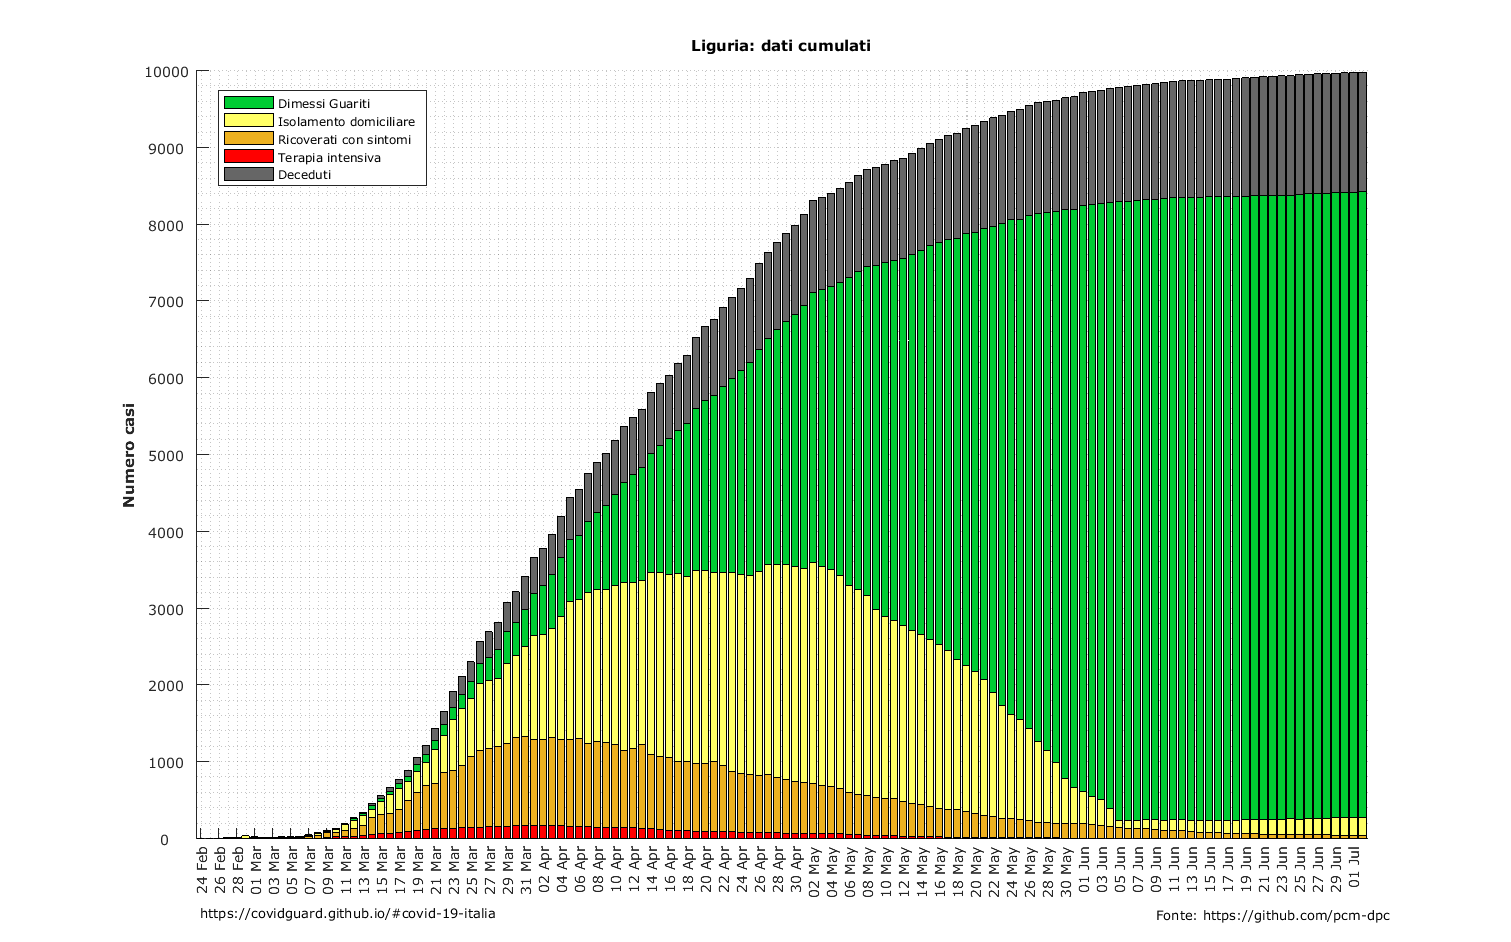 Liguria: dati cumulati
10000
9000
8000
7000
6000
5000
4000
3000
2000
1000
0
Numero casi
Dimessi Guariti
Isolamento domiciliare
Ricoverati con sintomi
Terapia intensiva
Deceduti
24 Feb
26 Feb
28 Feb
01 Mar
03 Mar
05 Mar
07 Mar
09 Mar
11 Mar
13 Mar
15 Mar
17 Mar
19 Mar
21 Mar
23 Mar
25 Mar
27 Mar
29 Mar
31 Mar
02 Apr
04 Apr
06 Apr
08 Apr
10 Apr
12 Apr
14 Apr
16 Apr
18 Apr
20 Apr
22 Apr
24 Apr
26 Apr
28 Apr
30 Apr
02 May
04 May
06 May
08 May
10 May
12 May
14 May
16 May
18 May
20 May
22 May
24 May
26 May
28 May
30 May
01 Jun
03 Jun
05 Jun
07 Jun
09 Jun
11 Jun
13 Jun
15 Jun
17 Jun
19 Jun
21 Jun
23 Jun
25 Jun
27 Jun
29 Jun
01 Jul
https://covidguard.github.io/#covid-19-italia
Fonte: https://github.com/pcm-dpc